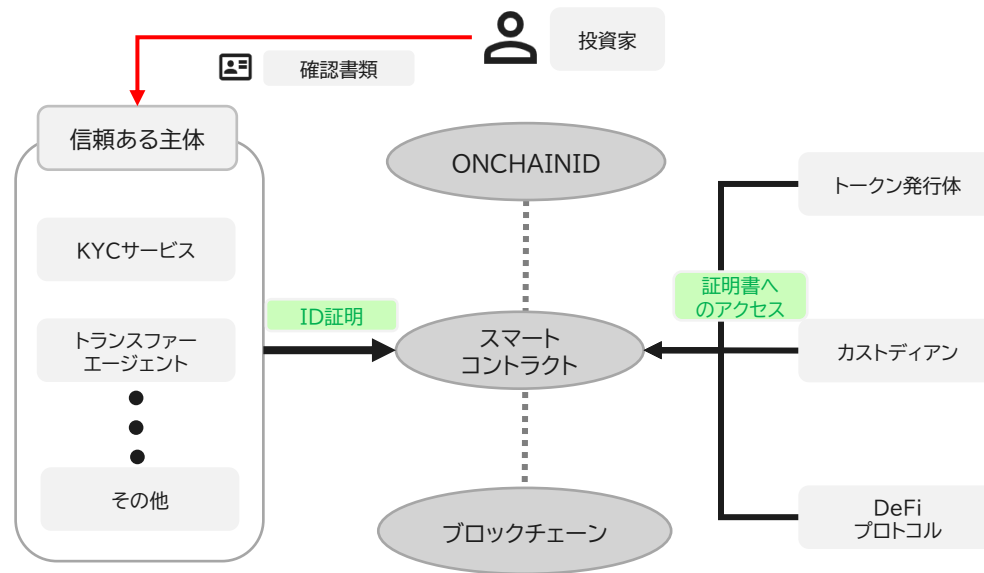 投資家
確認書類
信頼ある主体
ONCHAINID
トークン発行体
KYCサービス
証明書へ
のアクセス
ID証明
トランスファー
エージェント
スマート
コントラクト
カストディアン
その他
ブロックチェーン
DeFi
プロトコル